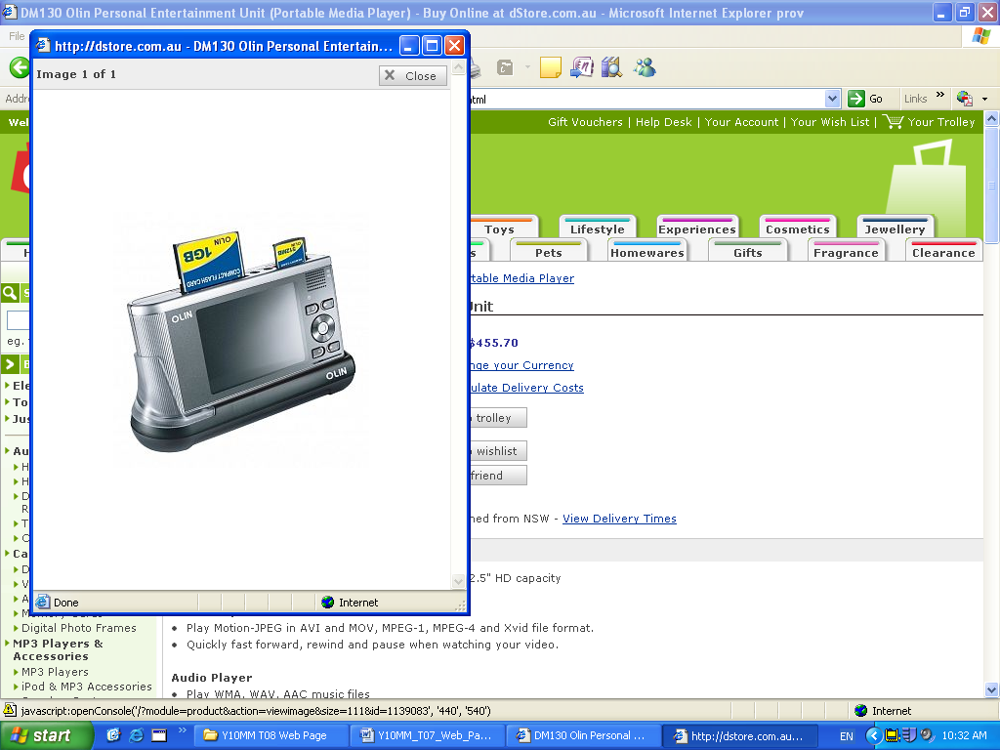 DM130 Olin Personal Entertainment Unit (Portable Media Player) - Buy Online at dStore.com.au - Microsoft Internet Explorer prov
File
http://dstore.com.au - DM130 Olin Personal Entertain...
Image 1 of 1
Close
Addre
html
Go
Links
Wel
Gift Vouchers | Help Desk | Your Account | Your Wish List | Your Trolley
Toys
Lifestyle
Experiences
Cosmetics
Jewellery
H
s
Pets
Homewares
Gifts
Fragrance
Clearance
table Media Player
Unit
$455.70
nge your Currency
ulate Delivery Costs
trolley
wishlist
friend
ned from NSW - View Delivery Times
2.5" HD capacity
OLIN
1GB
COMPACT FLASH CARD
OLIN
512MB
OLIN
OLIN
eg.
Ele
To
Jus
Au
H
H
D
R
T
C
Ca
D
V
A
Digital Photo Frames
MP3 Players &
Accessories
MP3 Players
iPod & MP3 Accessories
Done
Internet
Play Motion-JPEG in AVI and MOV, MPEG-1, MPEG-4 and Xvid file format.
Quickly fast forward, rewind and pause when watching your video.
Audio Player
Play WMA, WAV, AAC music files
javascript:openConsole('/?module=product&action=viewimage&size=111&id=1139083', '440', '540')
Internet
start
Y10MM T08 Web Page
Y10MM_T07_Web_Pa...
DM130 Olin Personal ...
http://dstore.com.au...
EN
10:32 AM